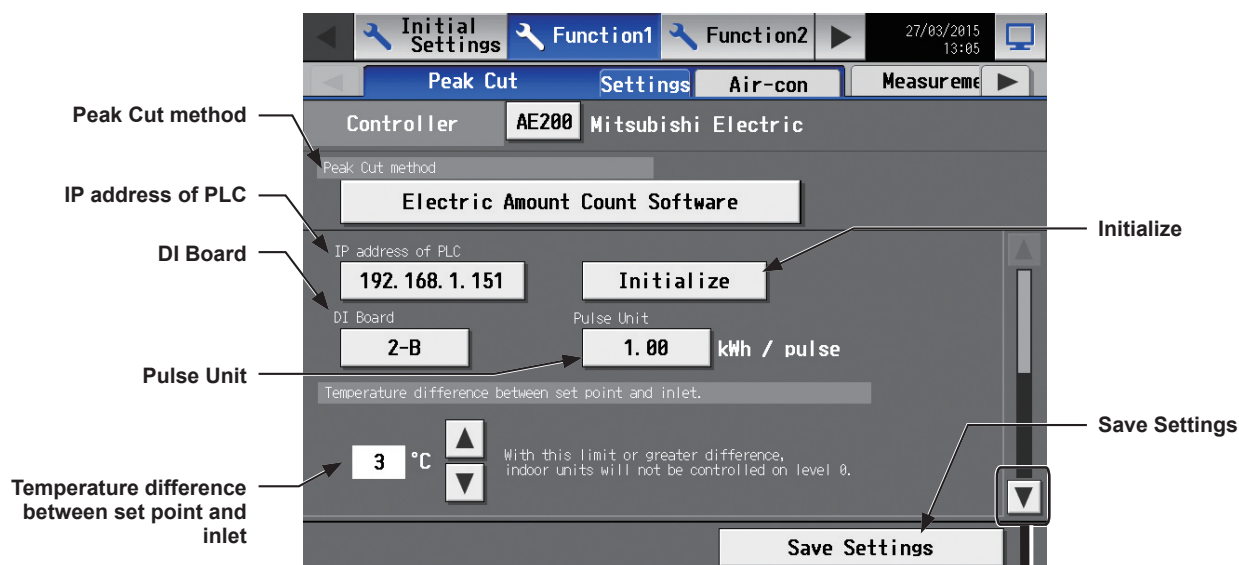 Initial
Settings
Function1
Function2
27/03/2015
13:05
Peak Cut
Settings
Air-con
Measureme
Peak Cut method
Controller
AE200
Mitsubishi Electric
Peak Cut method
IP address of PLC
Electric Amount Count Software
Initialize
DI Board
IP address of PLC
192.168.1.151
Initialize
DI Board
Pulse Unit
2-B
1.00
kWh / pulse
Pulse Unit
Temperature difference between set point and inlet.
Save Settings
3
°C
With this limit or greater difference,
indoor units will not be controlled on level 0.
Temperature difference
between set point and
inlet
Save Settings